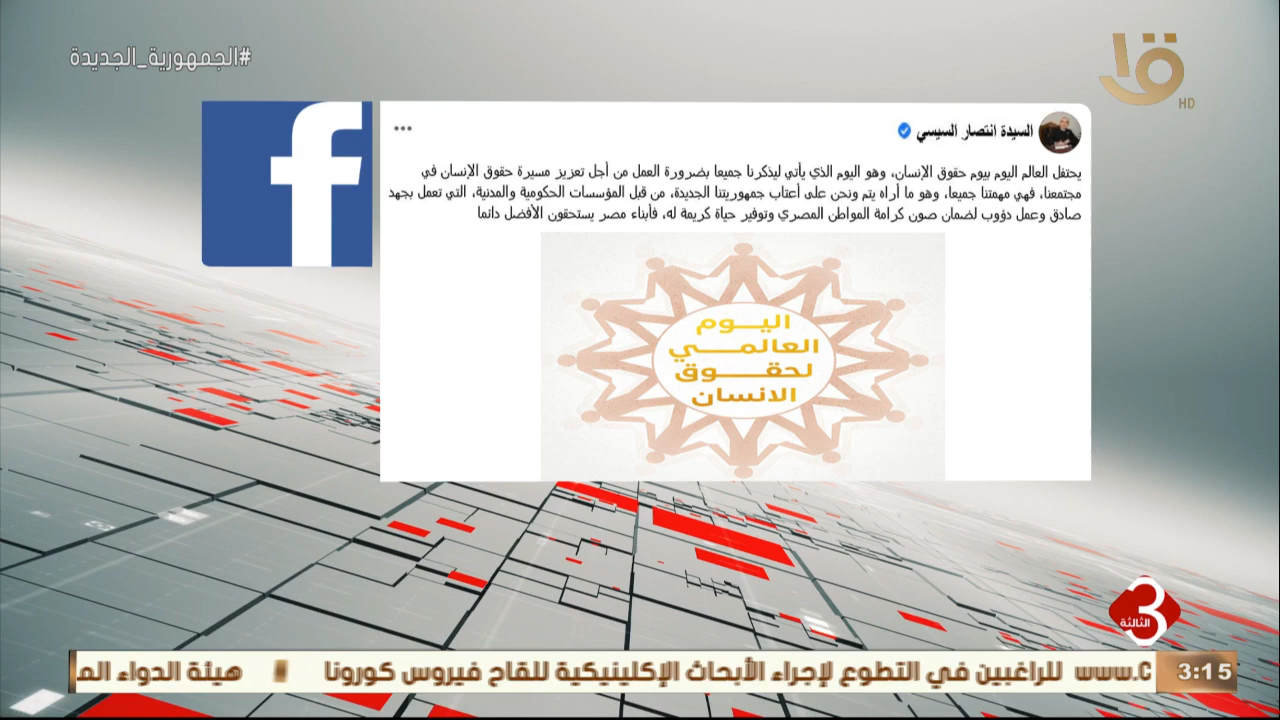 #الجمهورية_الجديدة
HD
السيدة انتصار السيسي
يحتفل العالم اليوم بيوم حقوق الإنسان، وهو اليوم الذي يأتي ليذكرنا جميعا بضرورة العمل من أجل تعزيز مسيرة حقوق الإنسان في
مجتمعنا، فهي مهمتنا جميعا، وهو ما أراه يتم ونحن على أعتاب جمهوريتنا الجديدة، من قبل المؤسسات الحكومية والمدنية، التي تعمل بجهد
صادق وعمل دؤوب لضمان صون كرامة المواطن المصري وتوفير حياة كريمة له، فأبناء مصر يستحقون الأفضل دائما
اليوم
العالمي
لحقوق
الانسان
3
الثالثة
3:15
www.C للراغبين في التطوع لإجراء الأبحاث الإكلينيكية للقاح فيروس كورونا
هيئة الدواء الم